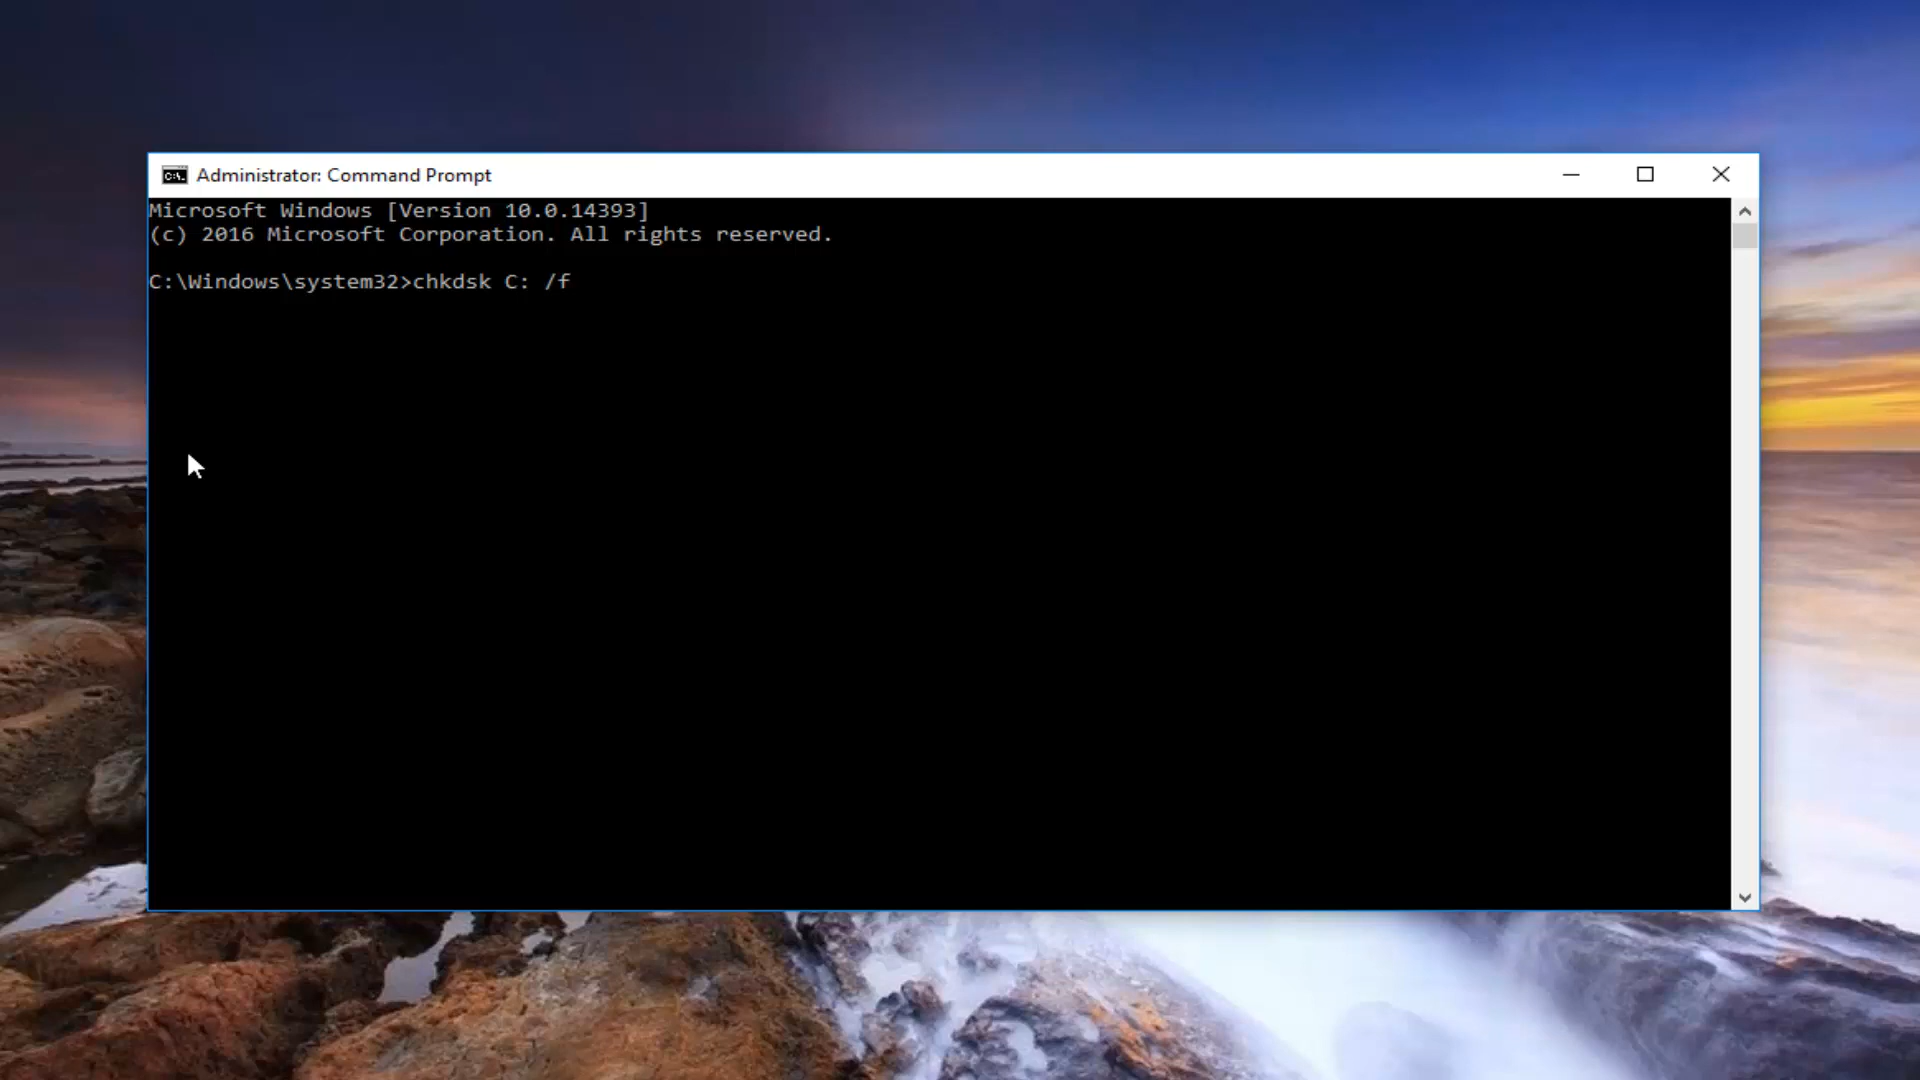 Administrator: Command Prompt
Microsoft Windows [Version 10.0.14393]
(c) 2016 Microsoft Corporation. All rights reserved.
C:\Windows\system32>chkdsk C: /f